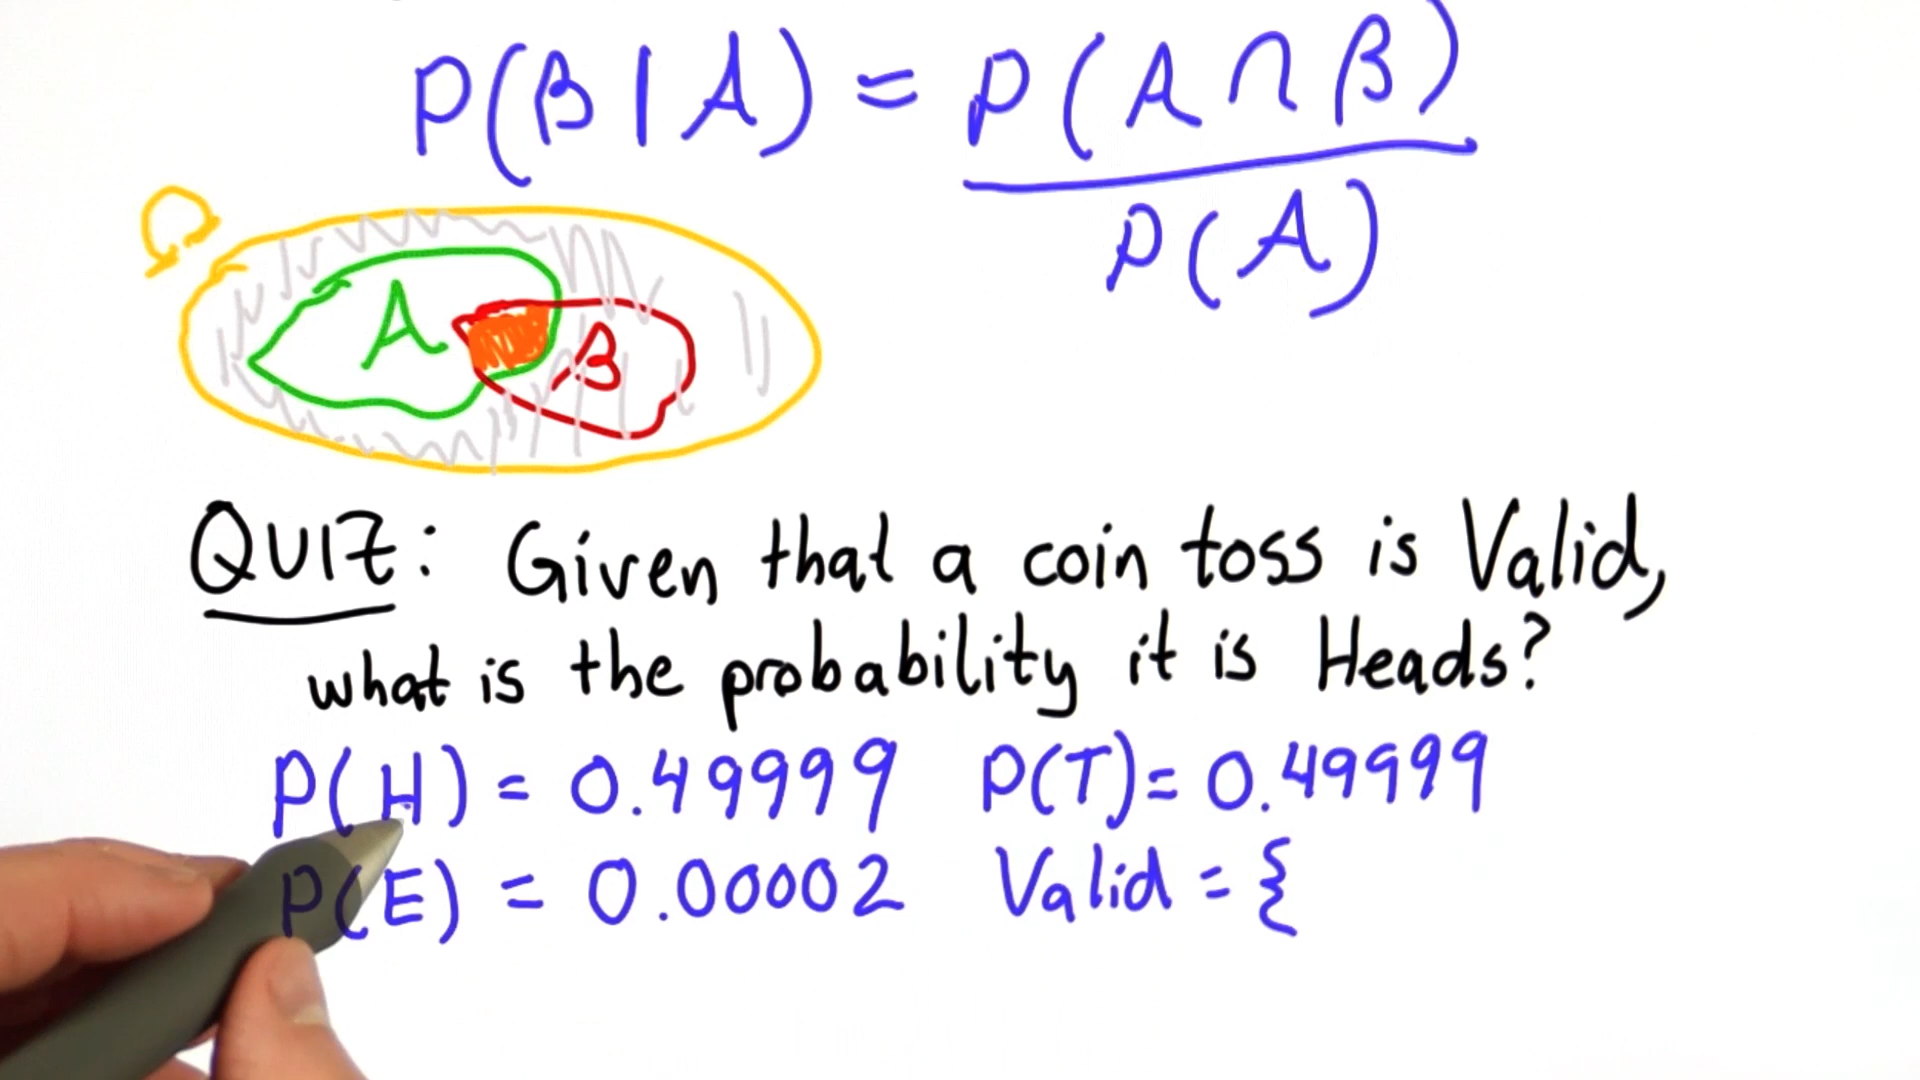 P(B|A) = P(A∩B)
P(A)
Ω
A
B
QUIZ: Given that a coin toss is Valid,
what is the probability it is Heads?
P(H) = 0.49999 P(T) = 0.49999
P(E) = 0.00002 Valid = {